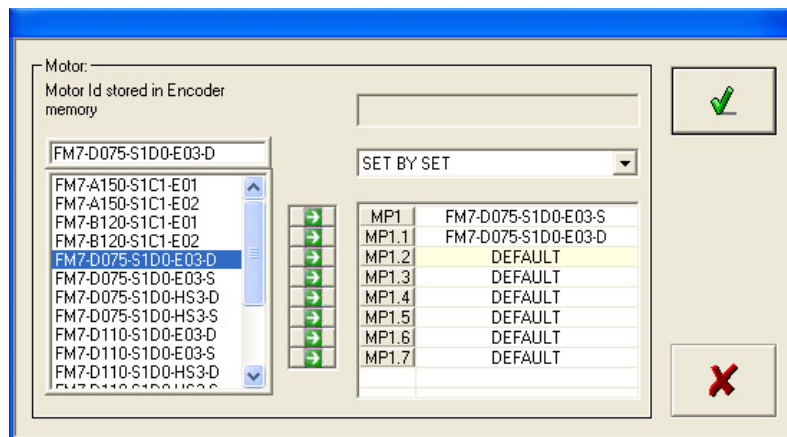 Motor:
Motor Id stored in Encoder
memory
FM7-D075-S1D0-E03-D
FM7-A150-S1C1-E01
FM7-A150-S1C1-E02
FM7-B120-S1C1-E01
FM7-B120-S1C1-E02
FM7-D075-S1D0-E03-D
FM7-D075-S1D0-E03-S
FM7-D075-S1D0-HS3-D
FM7-D075-S1D0-HS3-S
FM7-D110-S1D0-E03-D
FM7-D110-S1D0-E03-S
FM7-D110-S1D0-HS3-D
SET BY SET
MP1 FM7-D075-S1D0-E03-S
MP1.1 FM7-D075-S1D0-E03-D
MP1.2 DEFAULT
MP1.3 DEFAULT
MP1.4 DEFAULT
MP1.5 DEFAULT
MP1.6 DEFAULT
MP1.7 DEFAULT